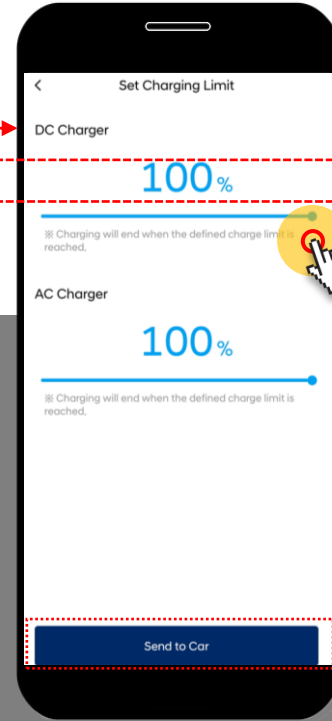 Set Charging Limit
DC Charger
100%
※ Charging will end when the defined charge limit is
reached.
AC Charger
100%
※ Charging will end when the defined charge limit is
reached.
Send to Car